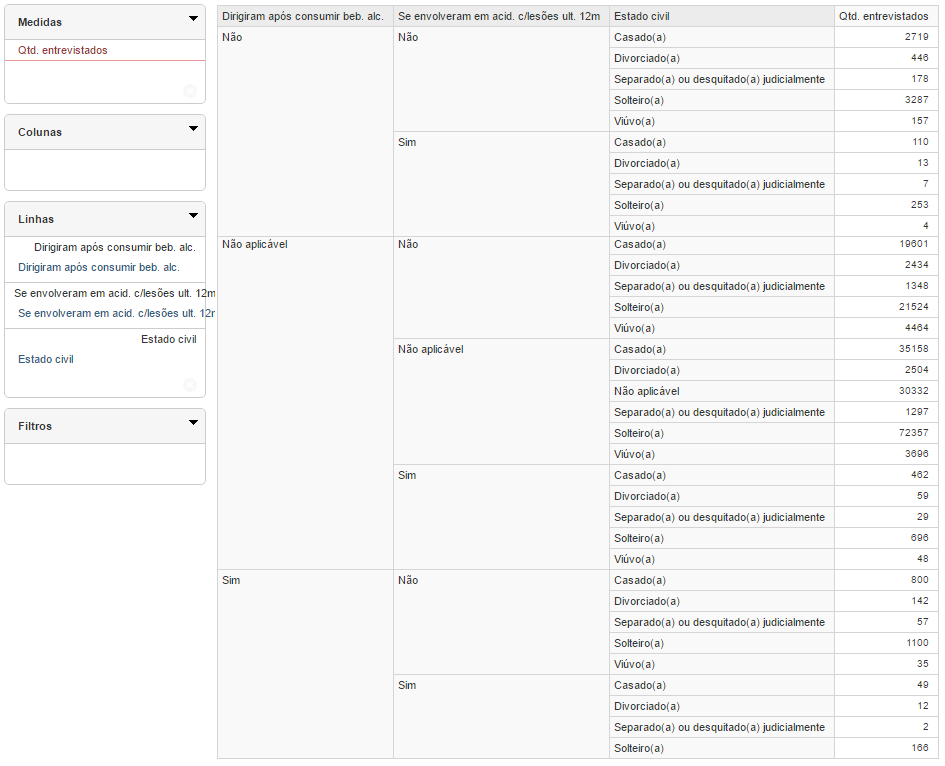 Medidas
Qtd. entrevistados
Colunas
Linhas
Dirigiram após consumir beb. alc.
Dirigiram após consumir beb. alc.
Se envolveram em acid. c/lesões ult. 12m
Se envolveram em acid. c/lesões ult. 12m
Estado civil
Estado civil
Filtros
Dirigiram após consumir beb. alc. Se envolveram em acid. c/lesões ult. 12m Estado civil Qtd. entrevistados
Não Não Casado(a) 2719
Divorciado(a) 446
Separado(a) ou desquitado(a) judicialmente 178
Solteiro(a) 3287
Viúvo(a) 157
Sim Casado(a) 110
Divorciado(a) 13
Separado(a) ou desquitado(a) judicialmente 7
Solteiro(a) 253
Viúvo(a) 4
Não aplicável Não Casado(a) 19601
Divorciado(a) 2434
Separado(a) ou desquitado(a) judicialmente 1348
Solteiro(a) 21524
Viúvo(a) 4464
Não aplicável Casado(a) 35158
Divorciado(a) 2504
Não aplicável 30332
Separado(a) ou desquitado(a) judicialmente 1297
Solteiro(a) 72357
Viúvo(a) 3696
Sim Casado(a) 462
Divorciado(a) 59
Separado(a) ou desquitado(a) judicialmente 29
Solteiro(a) 696
Viúvo(a) 48
Sim Não Casado(a) 800
Divorciado(a) 142
Separado(a) ou desquitado(a) judicialmente 57
Solteiro(a) 1100
Viúvo(a) 35
Sim Casado(a) 49
Divorciado(a) 12
Separado(a) ou desquitado(a) judicialmente 2
Solteiro(a) 166